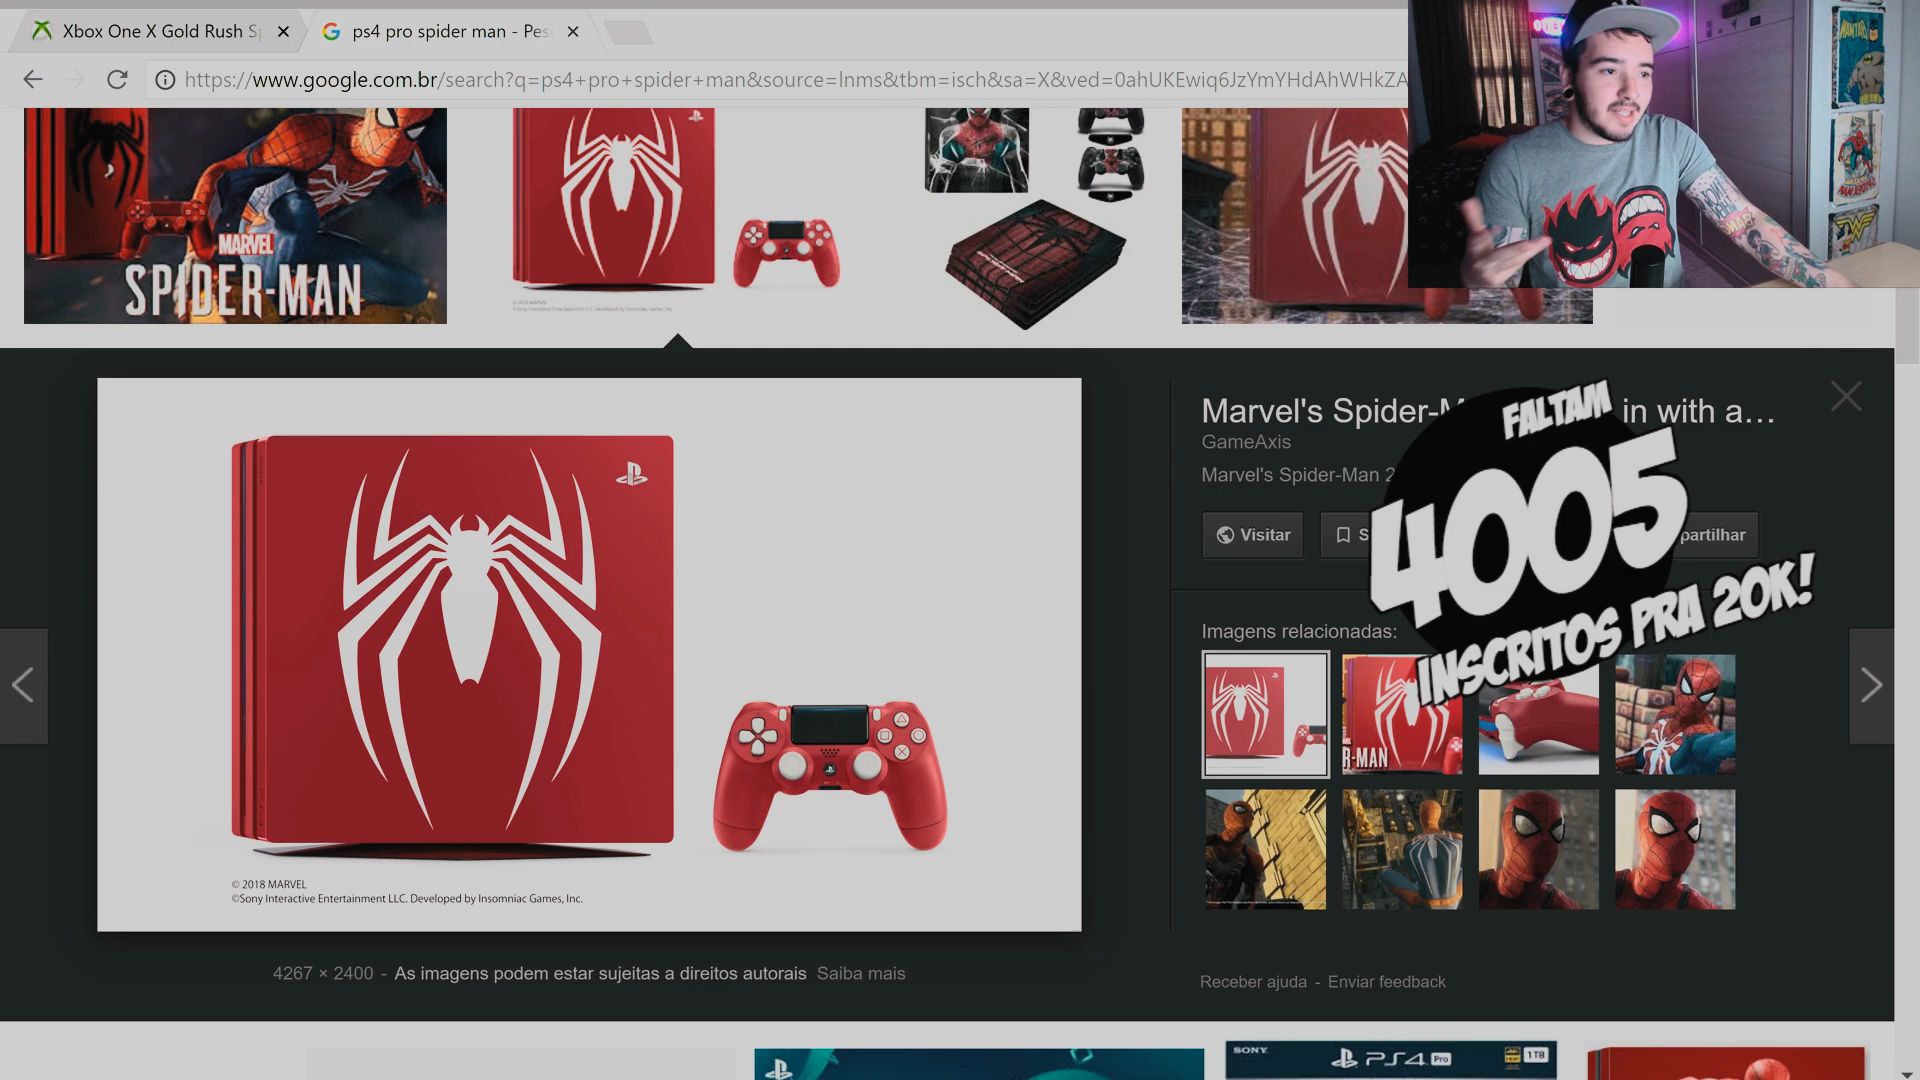 Xbox One X Gold Rush Sp
ps4 pro spider man - Pes
https://www.google.com.br/search?q=ps4+pro+spider+man&source=lnms&tbm=isch&sa=X&ved=0ahUKEwiq6JzYmYHdAhWHkZA
MARVEL
SPIDER-MAN
Marvel's Spider-M
in with a...
GameAxis
Marvel's Spider-Man 2
Visitar
S
partilhar
FALTAM
4005
INSCRITOS PRA 20K!
Imagens relacionadas:
R-MAN
© 2018 MARVEL
©Sony Interactive Entertainment LLC. Developed by Insomniac Games, Inc.
4267 × 2400 - As imagens podem estar sujeitas a direitos autorais Saiba mais
Receber ajuda - Enviar feedback
SONY
PS4 Pro
1TB